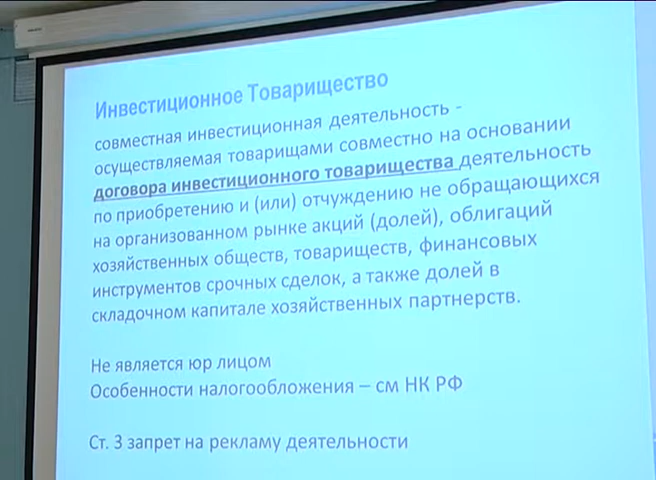 Инвестиционное Товарищество
совместная инвестиционная деятельность -
осуществляемая товарищами совместно на основании
договора инвестиционного товарищества деятельность
по приобретению и (или) отчуждению не обращающихся
на организованном рынке акций (долей), облигаций
хозяйственных обществ, товариществ, финансовых
инструментов срочных сделок, а также долей в
складочном капитале хозяйственных партнерств.
Не является юр лицом
Особенности налогообложения – см НК РФ
Ст. 3 запрет на рекламу деятельности